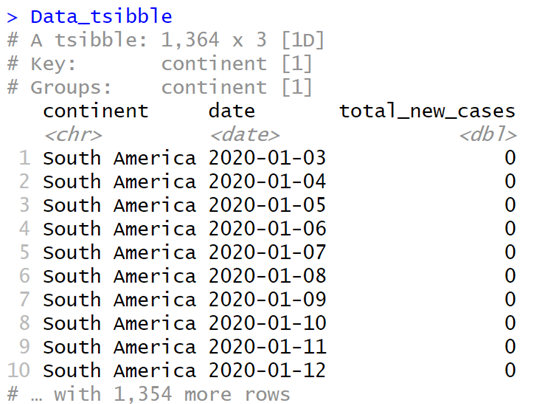 > Data_tsibble
# A tsibble: 1,364 x 3 [1D]
# Key:       continent [1]
# Groups:    continent [1]
   continent     date       total_new_cases
   <chr>         <date>               <dbl>
 1 South America 2020-01-03               0
 2 South America 2020-01-04               0
 3 South America 2020-01-05               0
 4 South America 2020-01-06               0
 5 South America 2020-01-07               0
 6 South America 2020-01-08               0
 7 South America 2020-01-09               0
 8 South America 2020-01-10               0
 9 South America 2020-01-11               0
10 South America 2020-01-12               0
# … with 1,354 more rows